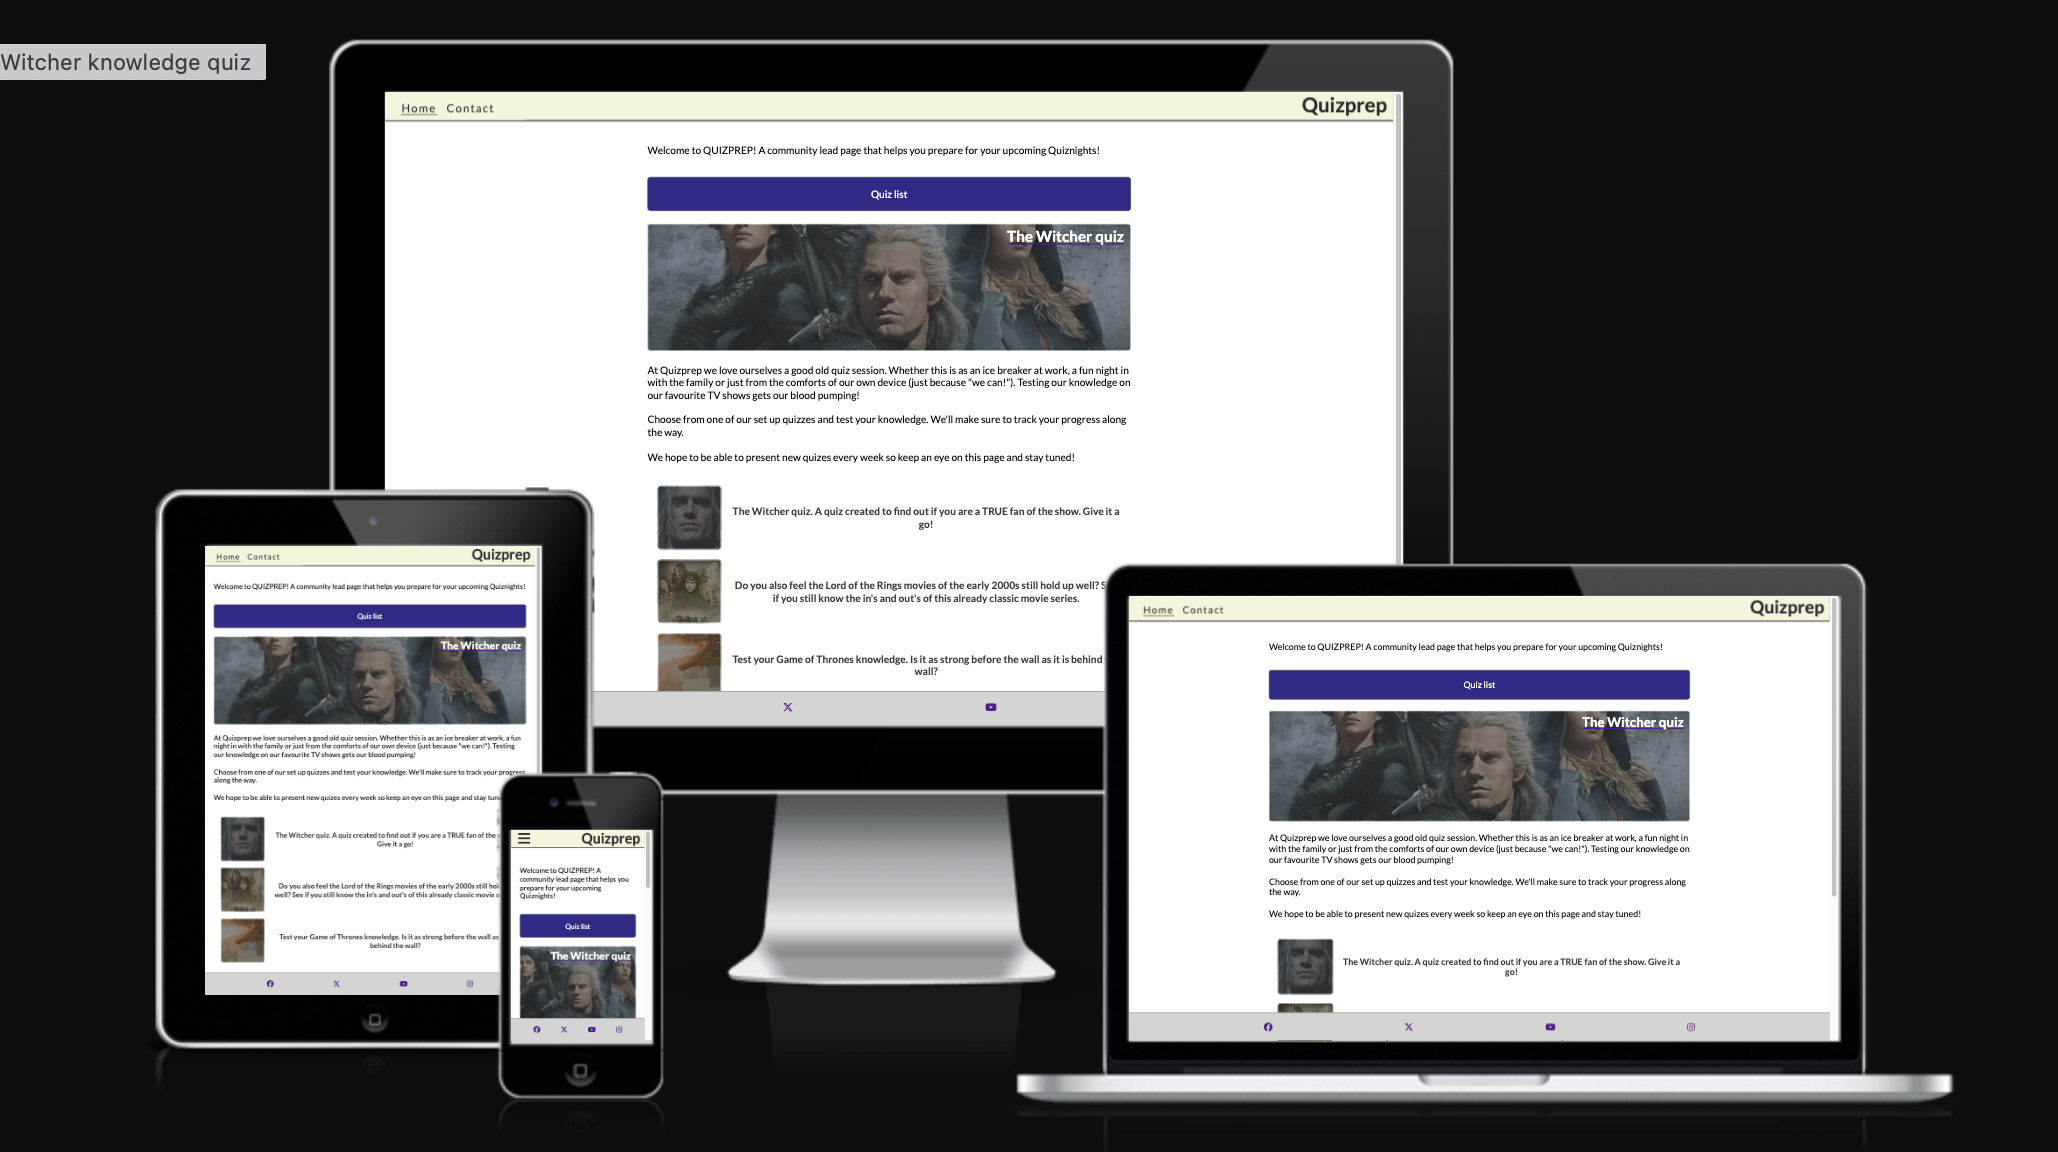 Witcher knowledge quiz
Home Contact
Quizprep
Welcome to QUIZPREP! A community lead page that helps you prepare for your upcoming Quiznights!
Quiz list
The Witcher quiz
At Quizprep we love ourselves a good old quiz session. Whether this is as an ice breaker at work, a fun night in
with the family or just from the comforts of our own device (just because "we can!"). Testing our knowledge on
our favourite TV shows gets our blood pumping!
Choose from one of our set up quizzes and test your knowledge. We'll make sure to track your progress along
the way.
We hope to be able to present new quizes every week so keep an eye on this page and stay tuned!
The Witcher quiz. A quiz created to find out if you are a TRUE fan of the show. Give it a
go!
Do you also feel the Lord of the Rings movies of the early 2000s still hold up well? S
if you still know the in's and out's of this already classic movie series.
Test your Game of Thrones knowledge. Is it as strong before the wall as it is behind
wall?
Home Contact
Quizprep
Welcome to QUIZPREP! A community lead page that helps you prepare for your upcoming Quiznights!
Quiz list
The Witcher quiz
At Quizprep we love ourselves a good old quiz session. Whether this is as an ice breaker at work, a fun
night in with the family or just from the comforts of our own device (just because "we can!"). Testing
our knowledge on our favourite TV shows gets our blood pumping!
Choose from one of our set up quizzes and test your knowledge. We'll make sure to track your progress
along the way.
We hope to be able to present new quizes every week so keep an eye on this page and stay tun
The Witcher quiz. A quiz created to find out if you are a TRUE fan of the s
Give it a go!
Do you also feel the Lord of the Rings movies of the early 2000s still hol
well? See if you still know the in's and out's of this already classic movie s
Test your Game of Thrones knowledge. Is it as strong before the wall as
behind the wall?
Quizprep
Welcome to QUIZPREP! A
community lead page that helps you
prepare for your upcoming
Quiznights!
Quiz list
The Witcher quiz
Home Contact
Quizprep
Welcome to QUIZPREP! A community lead page that helps you prepare for your upcoming Quiznights!
Quiz list
The Witcher quiz
At Quizprep we love ourselves a good old quiz session. Whether this is as an ice breaker at work, a fun night in
with the family or just from the comforts of our own device (just because "we can!"). Testing our knowledge on
our favourite TV shows gets our blood pumping!
Choose from one of our set up quizzes and test your knowledge. We'll make sure to track your progress along
the way.
We hope to be able to present new quizes every week so keep an eye on this page and stay tuned!
The Witcher quiz. A quiz created to find out if you are a TRUE fan of the show. Give it a
go!